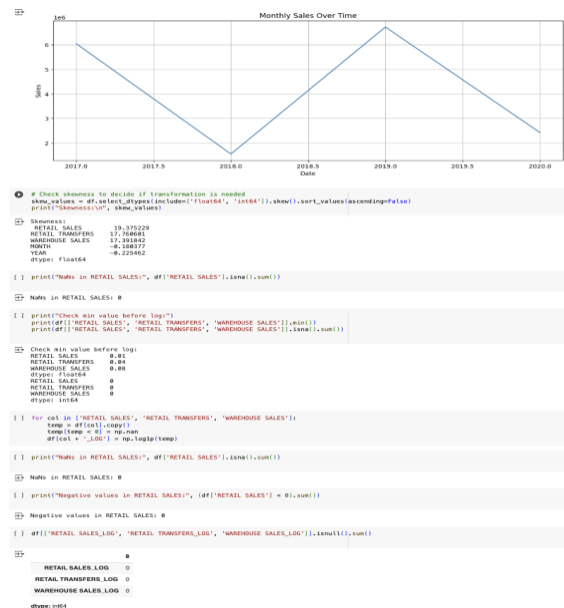 Monthly Sales Over Time
1e6
6
5
4
3
2
Sales
2017.0 2017.5 2018.0 2018.5 2019.0 2019.5 2020.0
Date
# Check skewness to decide if transformation is needed
skew_values = df.select_dtypes(include=['float64', 'int64']).skew().sort_values(ascending=False)
print("Skewness:\n", skew_values)
Skewness:
RETAIL SALES 19.375229
RETAIL TRANSFERS 17.760681
WAREHOUSE SALES 17.391842
MONTH -0.180377
YEAR -0.225462
dtype: float64
[ ] print("NaNs in RETAIL SALES:", df['RETAIL SALES'].isna().sum())
NaNs in RETAIL SALES: 0
[ ] print("Check min value before log:")
print(df[['RETAIL SALES', 'RETAIL TRANSFERS', 'WAREHOUSE SALES']].min())
print(df[['RETAIL SALES', 'RETAIL TRANSFERS', 'WAREHOUSE SALES']].isna().sum())
Check min value before log:
RETAIL SALES 0.01
RETAIL TRANSFERS 0.04
WAREHOUSE SALES 0.08
dtype: float64
RETAIL SALES 0
RETAIL TRANSFERS 0
WAREHOUSE SALES 0
dtype: int64
[ ] for col in ['RETAIL SALES', 'RETAIL TRANSFERS', 'WAREHOUSE SALES']:
temp = df[col].copy()
temp[temp < 0] = np.nan
df[col + '_LOG'] = np.log1p(temp)
[ ] print("NaNs in RETAIL SALES:", df['RETAIL SALES'].isna().sum())
NaNs in RETAIL SALES: 0
[ ] print("Negative values in RETAIL SALES:", (df['RETAIL SALES'] < 0).sum())
Negative values in RETAIL SALES: 0
[ ] df[['RETAIL SALES_LOG', 'RETAIL TRANSFERS_LOG', 'WAREHOUSE SALES_LOG']].isnull().sum()
0
RETAIL SALES_LOG 0
RETAIL TRANSFERS_LOG 0
WAREHOUSE SALES_LOG 0
dtype: int64